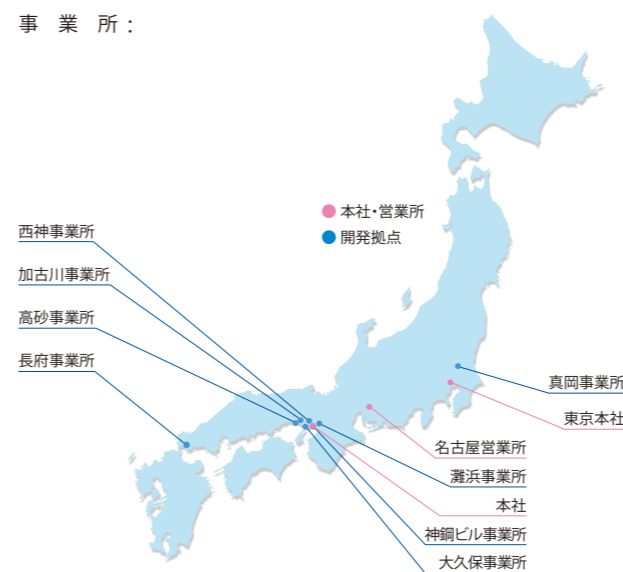 事 業 所：
本社・営業所
開発拠点
西神事業所
加古川事業所
高砂事業所
長府事業所
真岡事業所
東京本社
名古屋営業所
灘浜事業所
本社
神鋼ビル事業所
大久保事業所